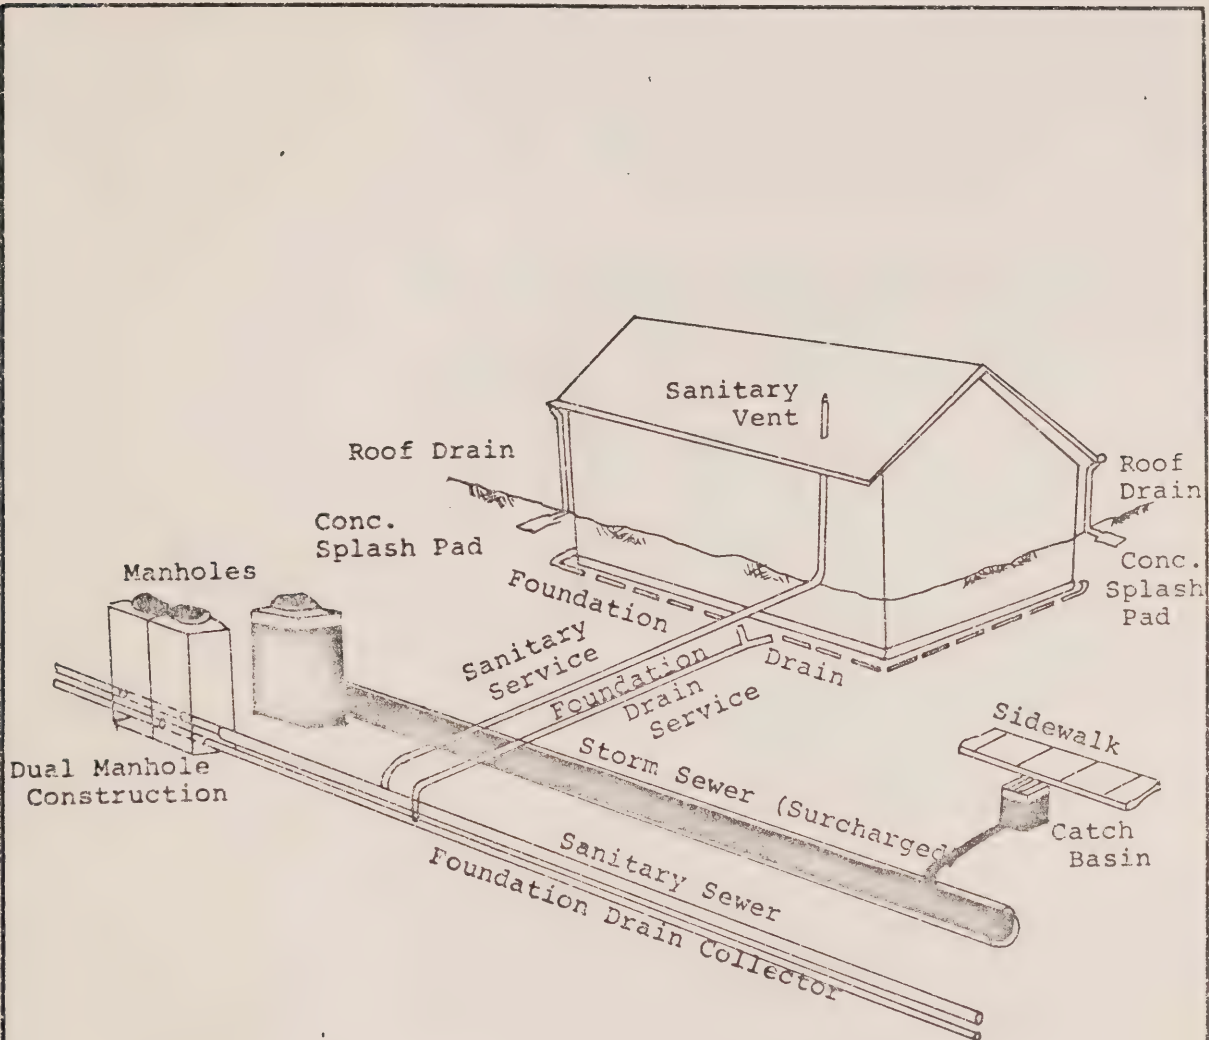 Sanitary
Vent
Roof Drain
Roof
Drain
Conc.
Splash Pad
Conc.
Splash
Pad
Manholes
Foundation
Drain
Sanitary
Service
Foundation
Drain
Service
Sidewalk
Storm Sewer (Surcharged)
Dual Manhole
Construction
Catch
Basin
Sanitary Sewer
Foundation Drain Collector